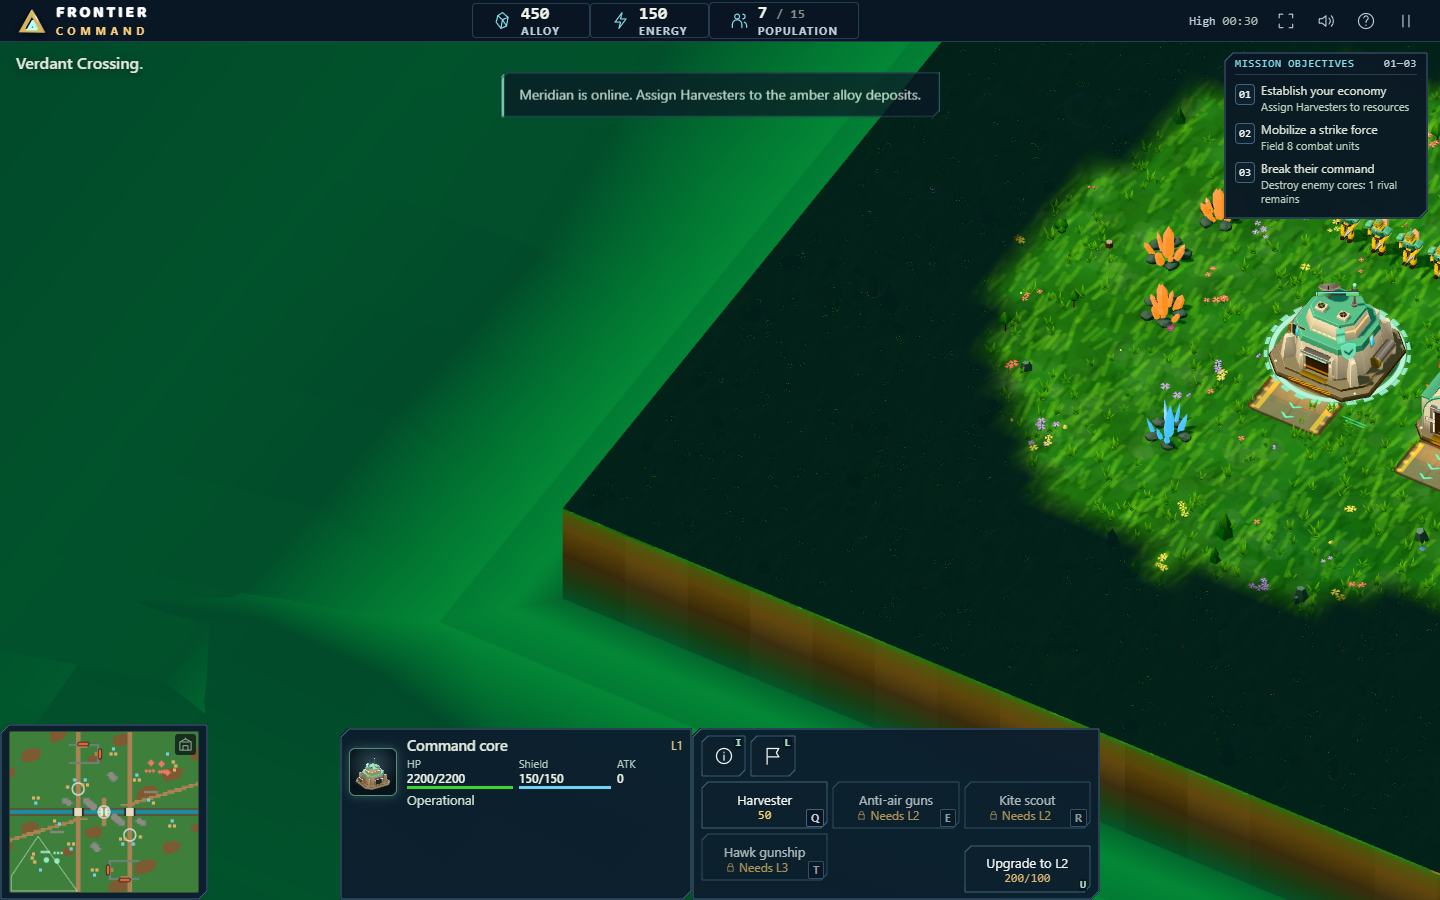 FRONTIER
COMMAND
450
ALLOY
150
ENERGY
7 / 15
POPULATION
High 00:30
Verdant Crossing.
Meridian is online. Assign Harvesters to the amber alloy deposits.
MISSION OBJECTIVES 01—03
01 Establish your economy
Assign Harvesters to resources
02 Mobilize a strike force
Field 8 combat units
03 Break their command
Destroy enemy cores: 1 rival
remains
Command core L1
HP Shield ATK
2200/2200 150/150 0
Operational
I L
Harvester
50 Q
Anti-air guns
Needs L2 E
Kite scout
Needs L2 R
Hawk gunship
Needs L3 T
Upgrade to L2
200/100
U